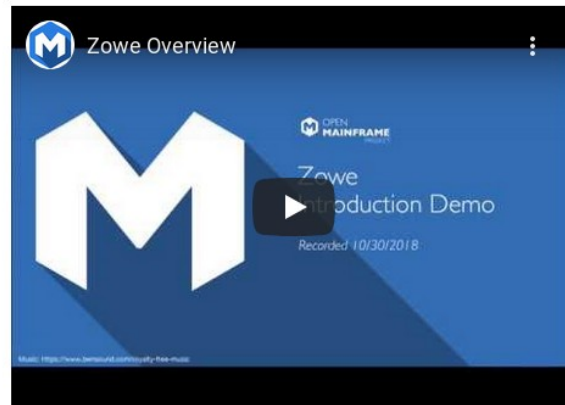 Zowe Overview
OPEN
MAINFRAME
PROJECT
Zowe
Introduction Demo
Recorded 10/30/2018
Music: https://www.bensound.com/royalty-free-music